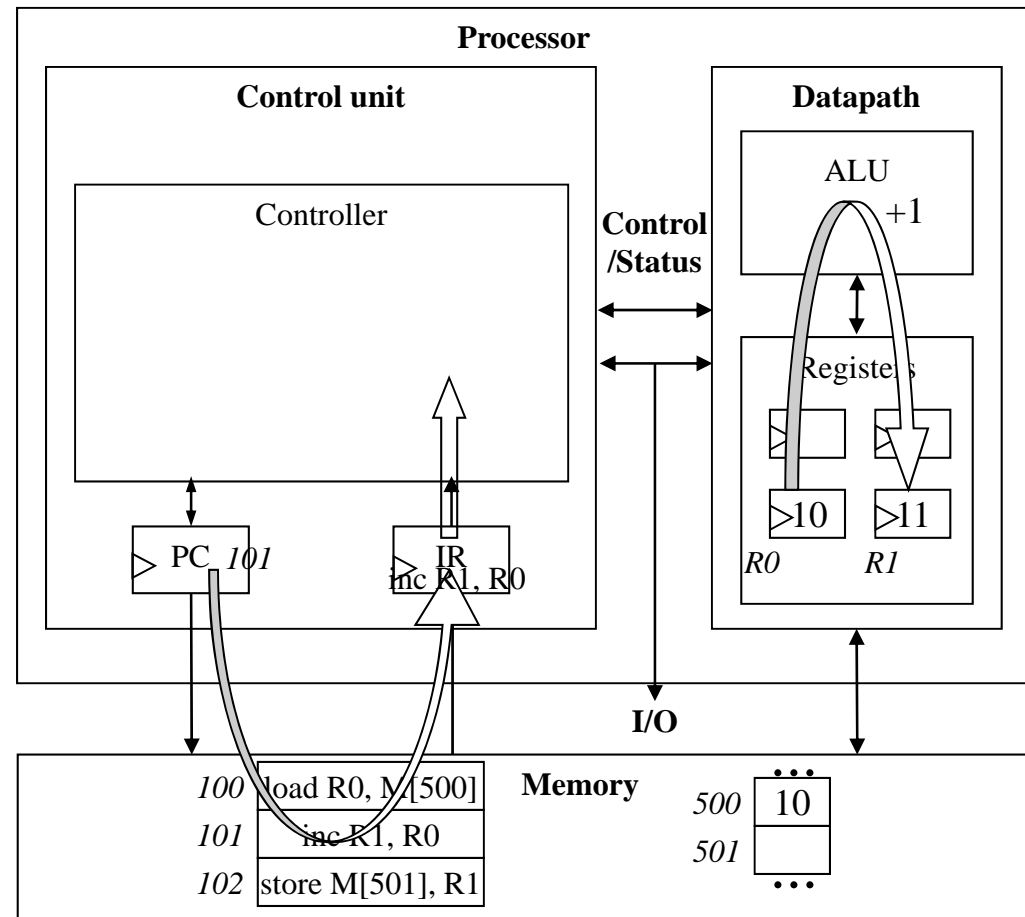 Processor
Control unit
Datapath
Controller
ALU
+1
Control
/Status
Registers
10
11
R0
R1
PC
101
IR
inc R1, R0
I/O
Memory
100
load R0, M[500]
101
inc R1, R0
102
store M[501], R1
...
500
10
501
...